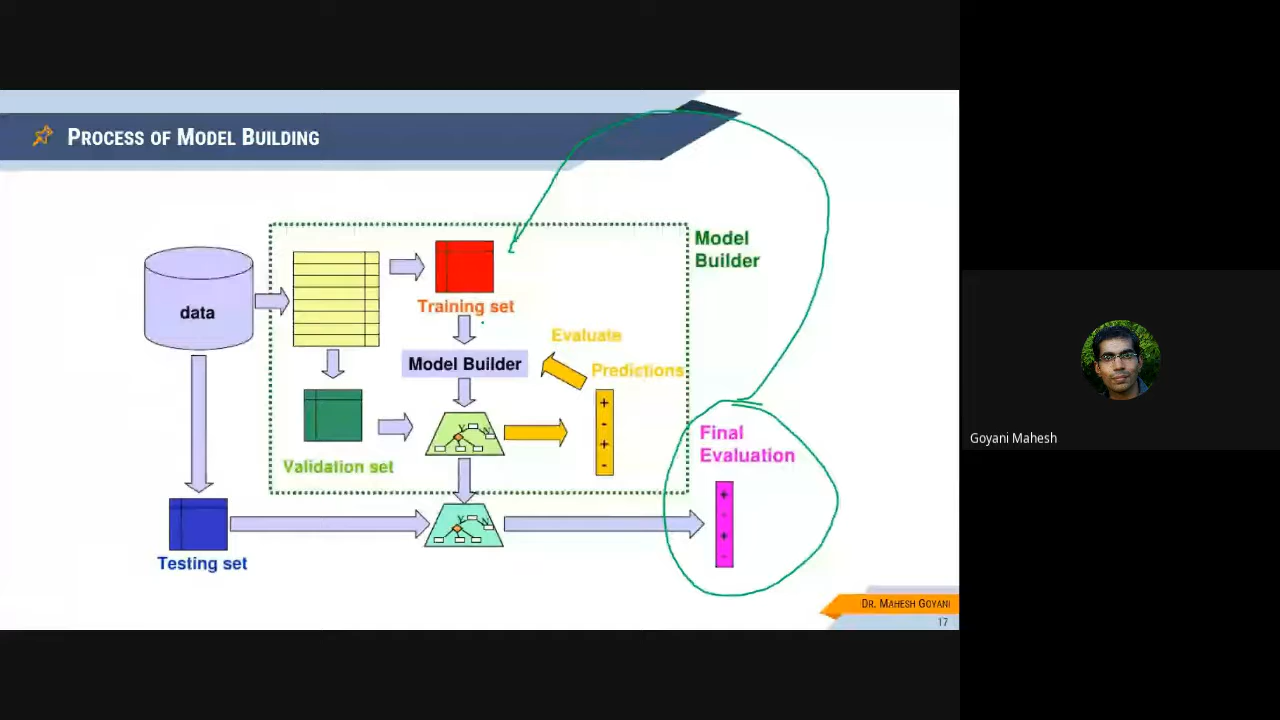 PROCESS OF MODEL BUILDING
Model
Builder
data
Training set
Evaluate
Model Builder
Predictions
+
-
+
-
Y
N
Validation set
Final
Evaluation
+
-
+
-
Y
N
Testing set
Goyani Mahesh
DR. MAHESH GOYANI
17